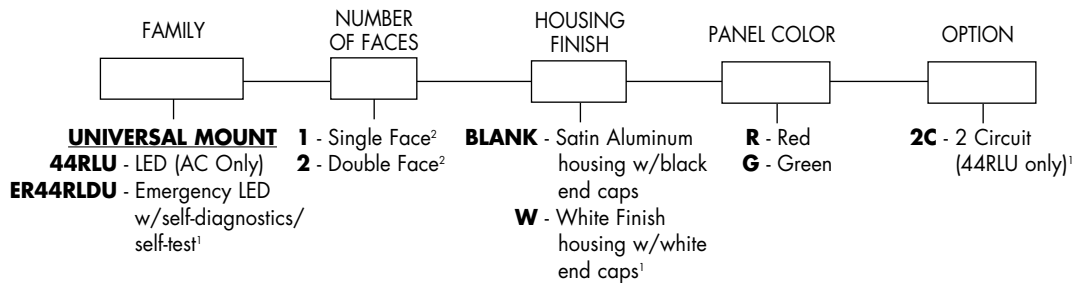 FAMILY
NUMBER
OF FACES
HOUSING
FINISH
PANEL COLOR
OPTION
UNIVERSAL MOUNT
44RLU - LED (AC Only)
ER44RLDU - Emergency LED
w/self-diagnostics/
self-test¹
1 - Single Face²
2 - Double Face²
BLANK - Satin Aluminum
housing w/black
end caps
W - White Finish
housing w/white
end caps¹
R - Red
G - Green
2C - 2 Circuit
(44RLU only)¹